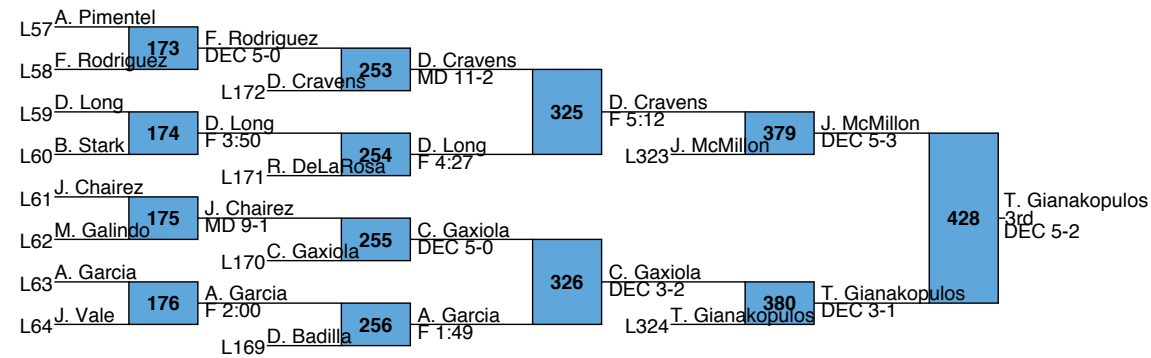 A. Pimentel
L57
173
F. Rodriguez
DEC 5-0
L58
F. Rodriguez
253
D. Cravens
MD 11-2
L172
D. Cravens
D. Long
L59
174
D. Long
F 3:50
L60
B. Stark
325
D. Cravens
F 5:12
254
D. Long
F 4:27
L171
R. DeLaRosa
379
J. McMillon
DEC 5-3
L323
J. McMillon
J. Chairez
L61
175
J. Chairez
MD 9-1
L62
M. Galindo
255
C. Gaxiola
DEC 5-0
L170
C. Gaxiola
428
T. Gianakopulos
3rd
DEC 5-2
A. Garcia
L63
176
A. Garcia
F 2:00
L64
J. Vale
326
C. Gaxiola
DEC 3-2
256
A. Garcia
F 1:49
L169
D. Badilla
380
T. Gianakopulos
DEC 3-1
L324
T. Gianakopulos